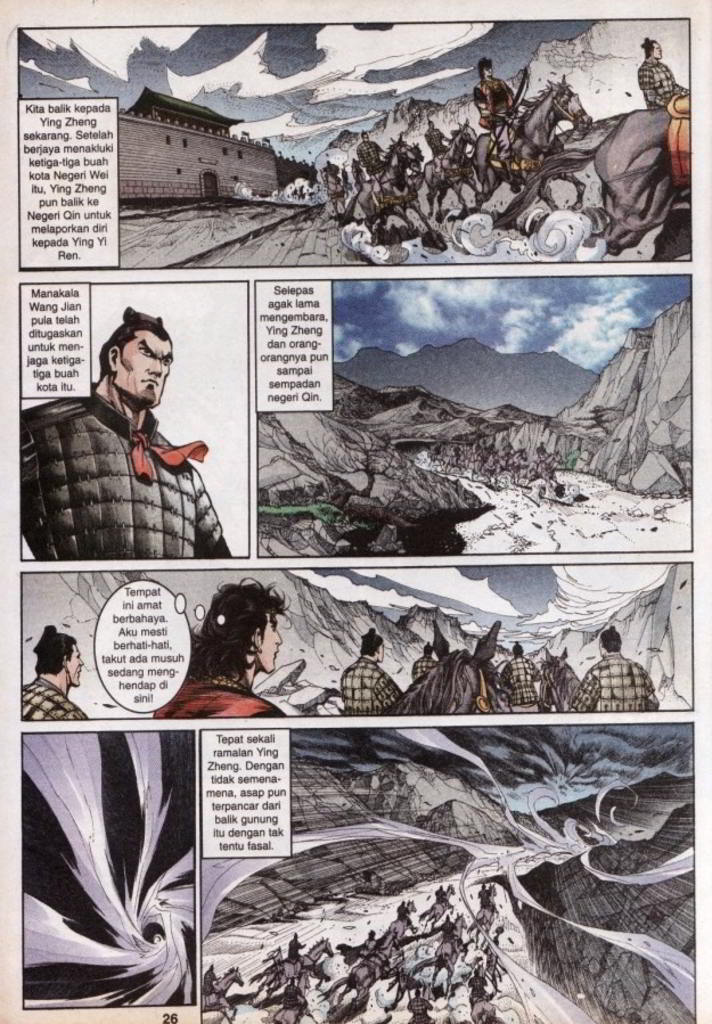 Kita balik kepada
Ying Zheng
sekarang. Setelah
berjaya menakluki
ketiga-tiga buah
kota Negeri Wei
itu, Ying Zheng
pun balik ke
Negeri Qin untuk
melaporkan diri
kepada Ying Yi
Ren.
Manakala
Wang Jian
pula telah
ditugaskan
untuk men-
jaga ketiga-
tiga buah
kota itu.
Selepas
agak lama
mengembara,
Ying Zheng
dan orang-
orangnya pun
sampai
sempadan
negeri Qin.
Tempat
ini amat
berbahaya.
Aku mesti
berhati-hati,
takut ada musuh
sedang meng-
hendap di
sini!
Tepat sekali
ramalan Ying
Zheng. Dengan
tidak semena-
mena, asap pun
terpancar dari
balik gunung
itu dengan tak
tentu fasal.
26